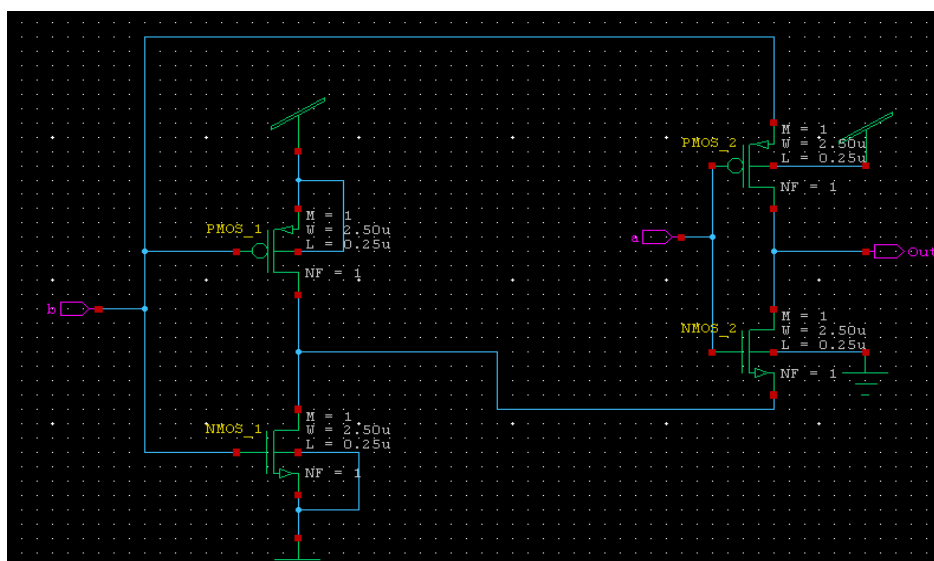 M = 1
PMOS_2
W = 2.50u
L = 0.25u
NF = 1
M = 1
PMOS_1
W = 2.50u
L = 0.25u
NF = 1
a
Out
b
M = 1
NMOS_2
W = 2.50u
L = 0.25u
NF = 1
M = 1
NMOS_1
W = 2.50u
L = 0.25u
NF = 1